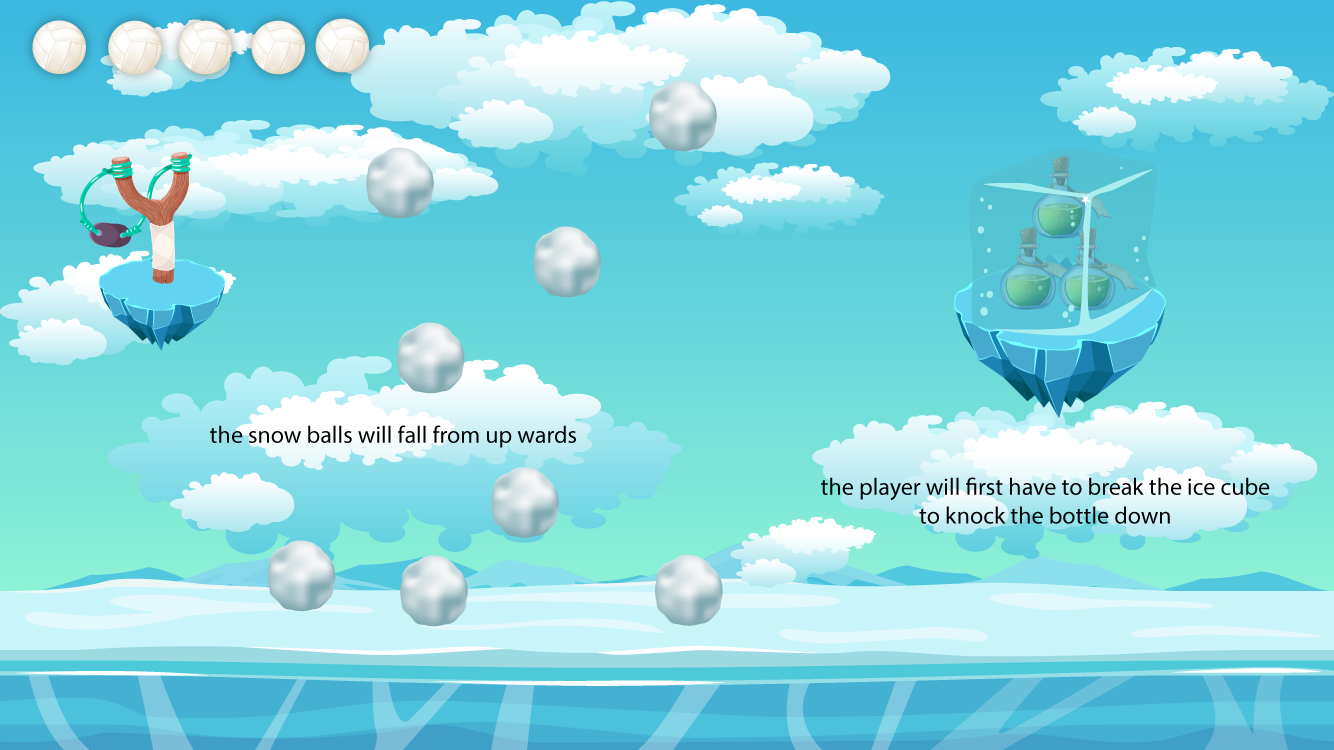 the snow balls will fall from up wards
the player will first have to break the ice cube
to knock the bottle down